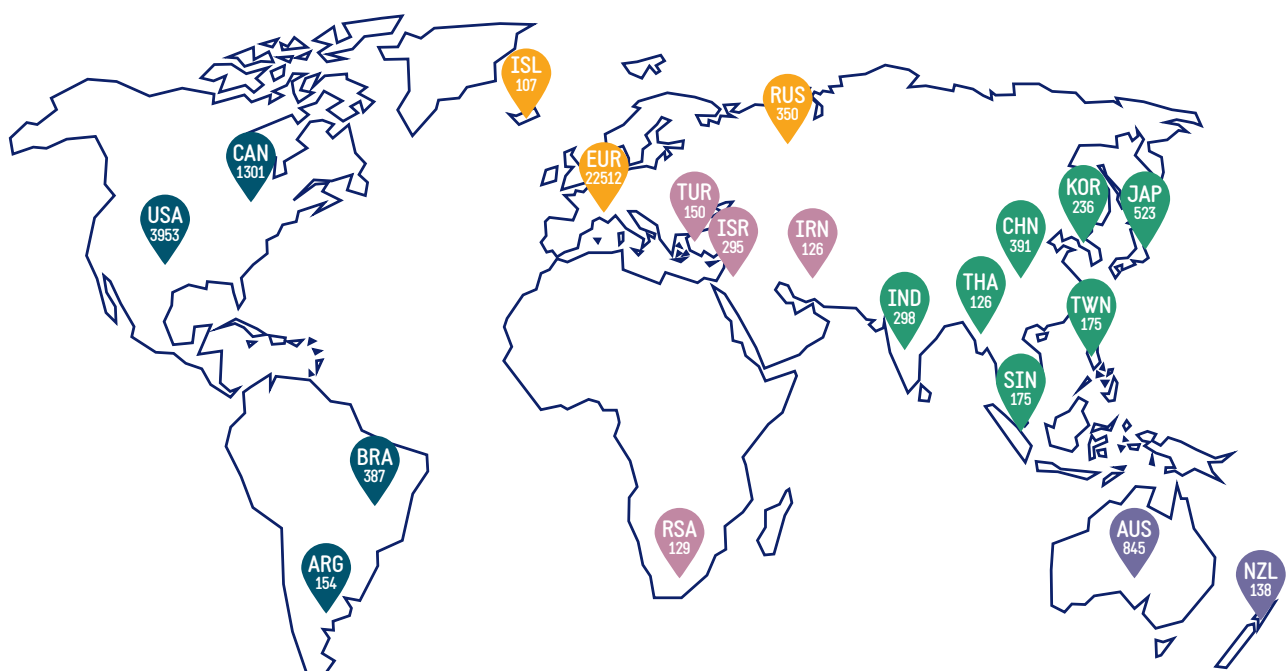 ISL
107
RUS
350
CAN
1301
EUR
22512
TUR
150
KOR
236
JAP
523
USA
3953
ISR
295
IRN
126
CHN
391
IND
298
THA
126
TWN
175
SIN
175
BRA
387
RSA
129
AUS
845
ARG
154
NZL
138